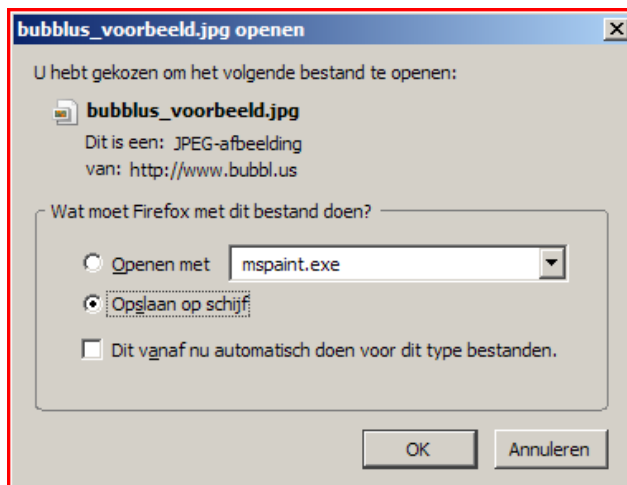 bubblus_voorbeeld.jpg openen
U hebt gekozen om het volgende bestand te openen:
bubblus_voorbeeld.jpg
Dit is een: JPEG-afbeelding
van: http://www.bubbl.us
Wat moet Firefox met dit bestand doen?
Openen met mspaint.exe
Opslaan op schijf
Dit vanaf nu automatisch doen voor dit type bestanden.
OK Annuleren